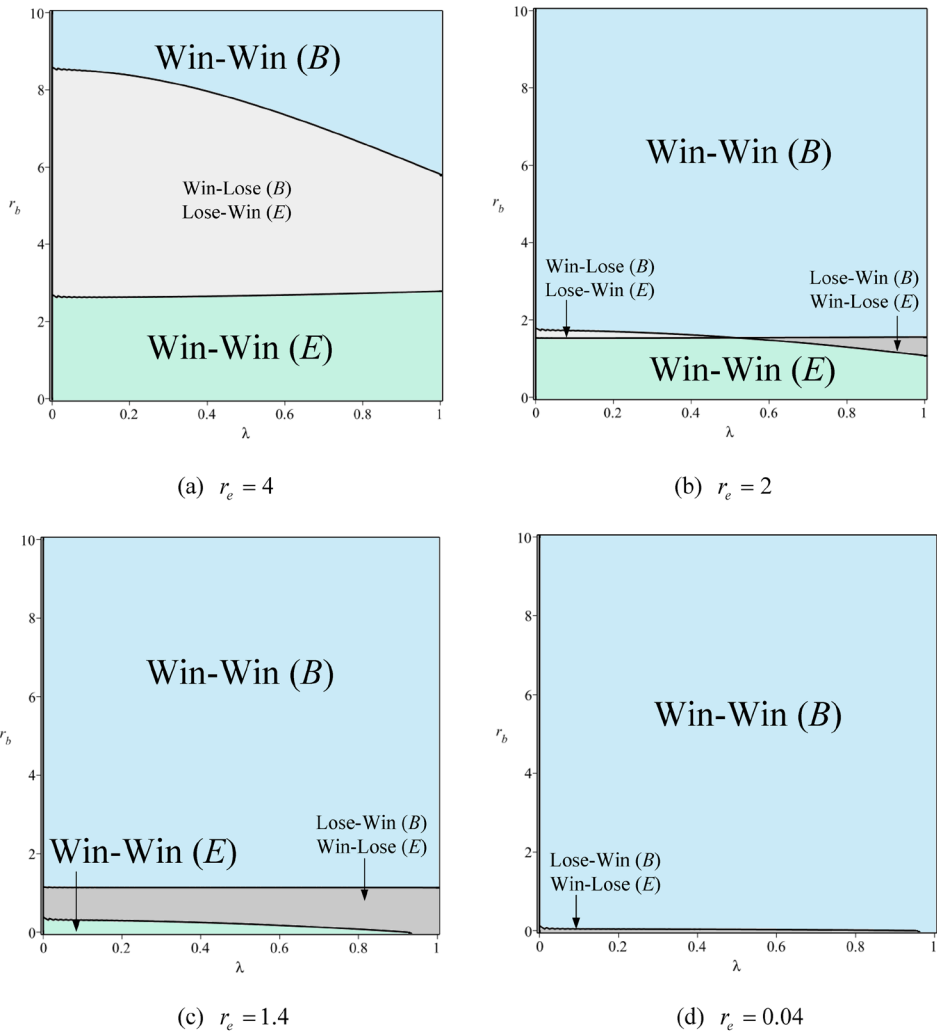 10
8
6
4
2
0
r_b
Win-Win (B)
Win-Lose (B)
Lose-Win (E)
Win-Win (E)
0 0.2 0.4 0.6 0.8 1
λ
(a) r_e = 4
10
8
6
4
2
0
r_b
Win-Win (B)
Win-Lose (B)
Lose-Win (E)
Lose-Win (B)
Win-Lose (E)
Win-Win (E)
0 0.2 0.4 0.6 0.8 1
λ
(b) r_e = 2
10
8
6
4
2
0
r_b
Win-Win (B)
Win-Win (E)
Lose-Win (B)
Win-Lose (E)
0 0.2 0.4 0.6 0.8 1
λ
(c) r_e = 1.4
10
8
6
4
2
0
r_b
Win-Win (B)
Lose-Win (B)
Win-Lose (E)
0 0.2 0.4 0.6 0.8 1
λ
(d) r_e = 0.04